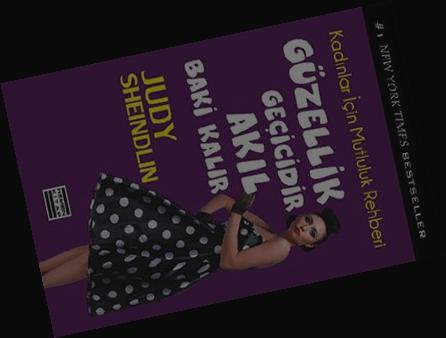 #1 NEW YORK TIMES BESTSELLER
Kadınlar İçin Mutluluk Rehberi
GÜZELLİK
GEÇİCİDİR
AKIL
BAKİ KALIR
JUDY
SHEINDLIN